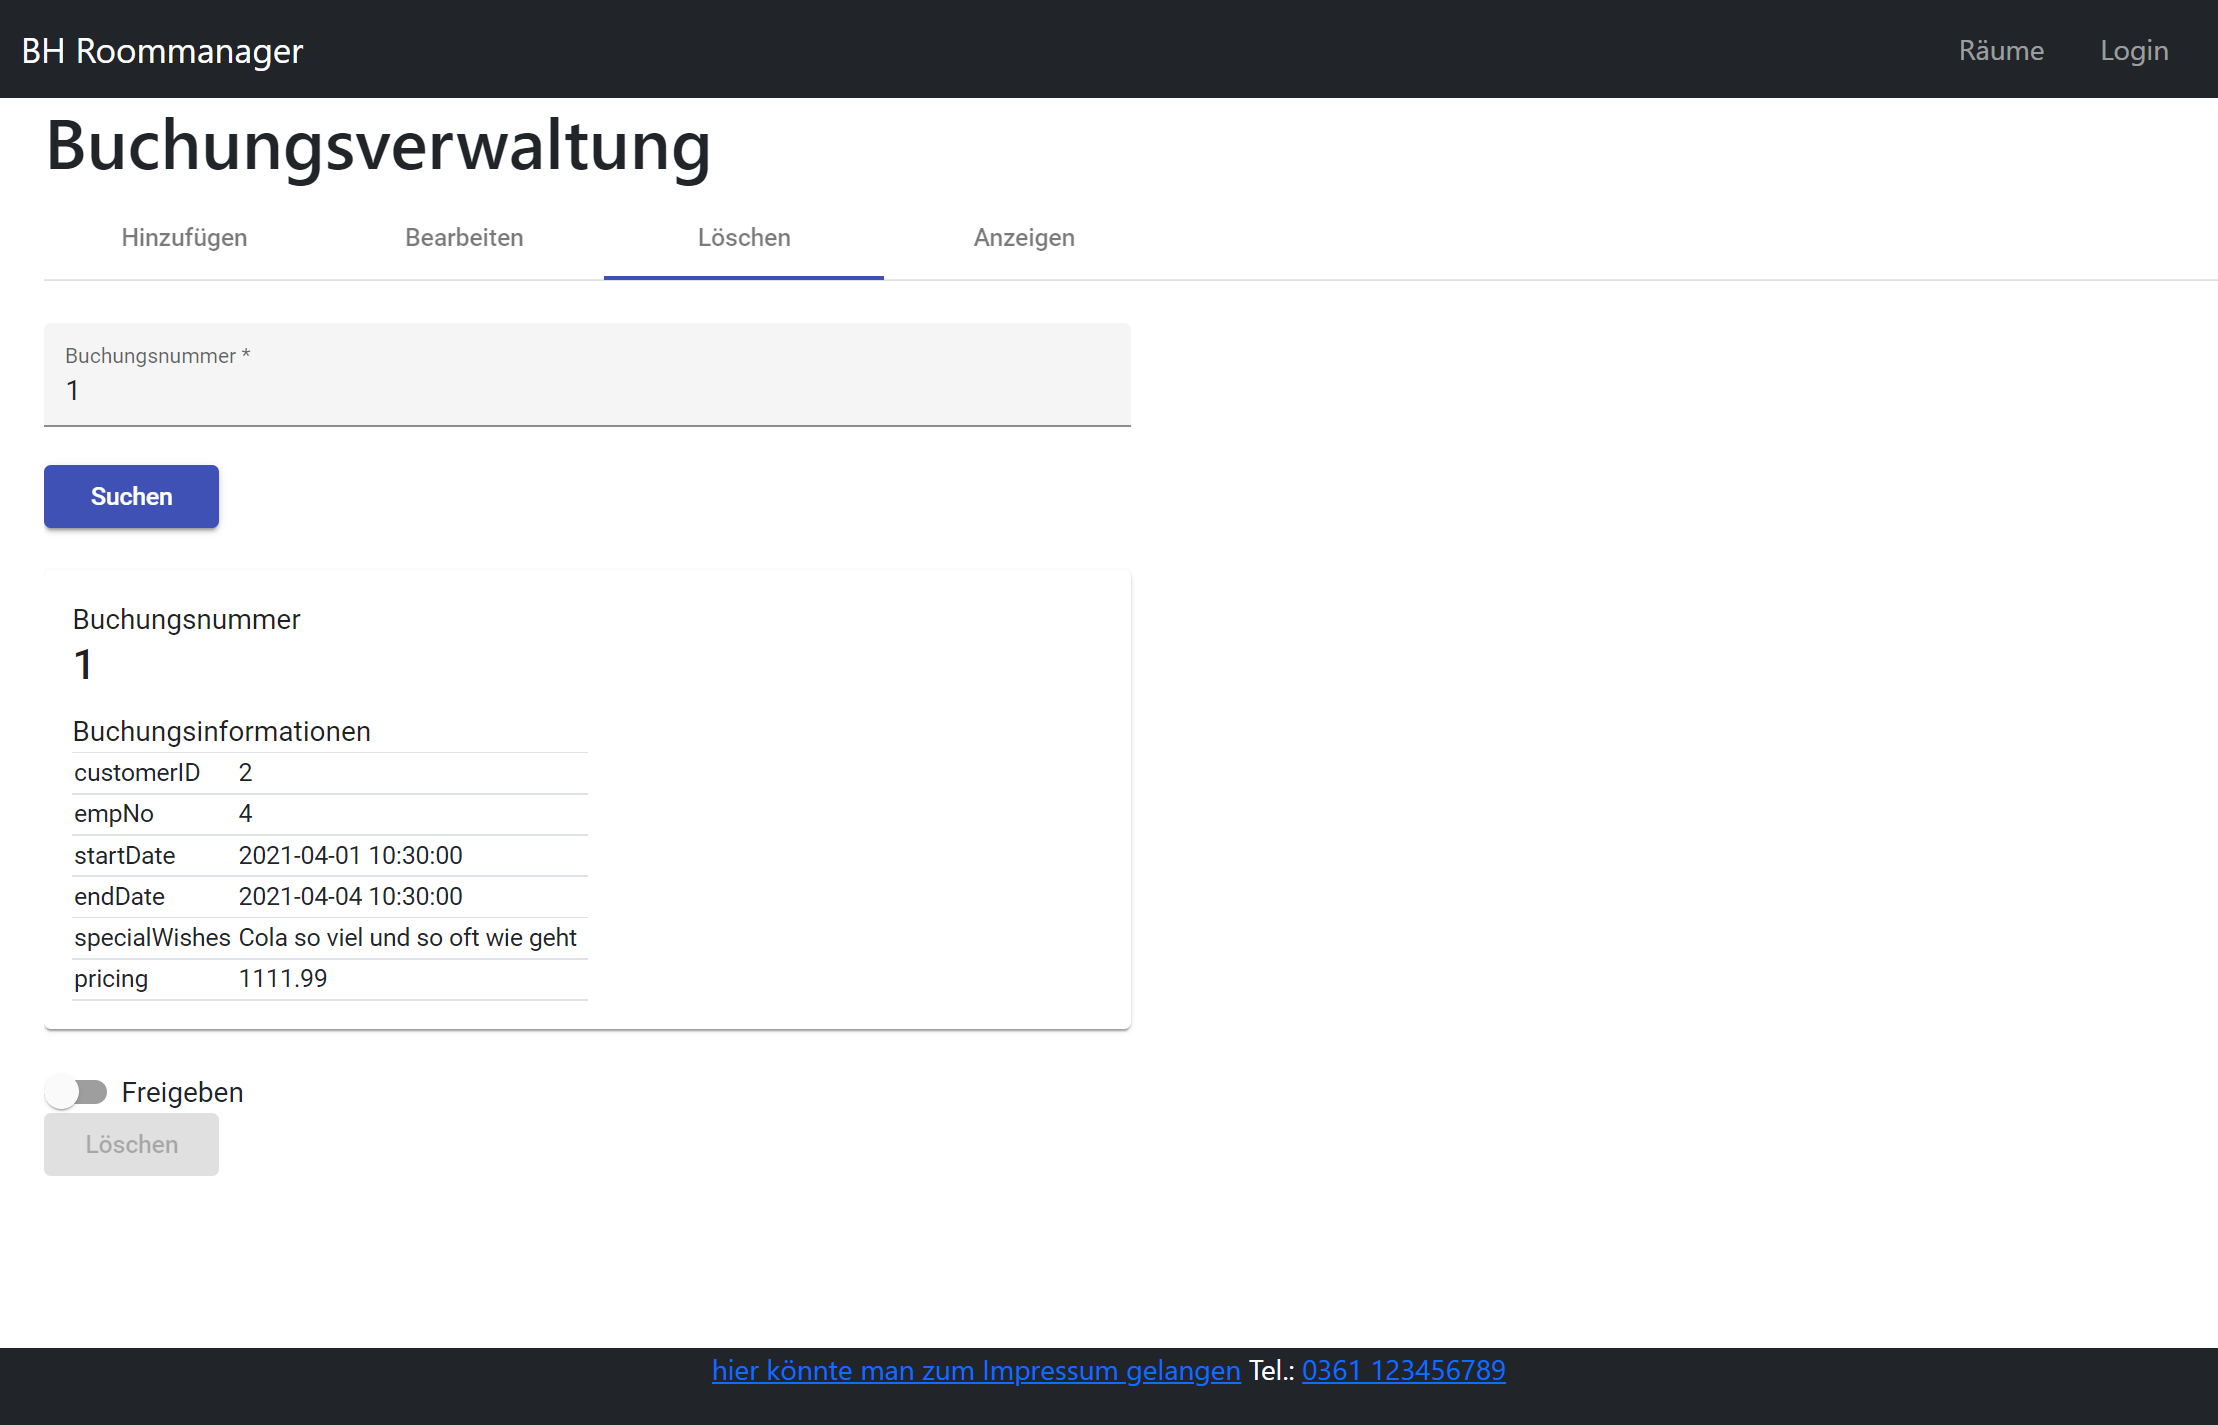 BH Roommanager Räume Login
Buchungsverwaltung
Hinzufügen Bearbeiten Löschen Anzeigen
Buchungsnummer *
1
Suchen
Buchungsnummer
1
Buchungsinformationen
customerID 2
empNo 4
startDate 2021-04-01 10:30:00
endDate 2021-04-04 10:30:00
specialWishes Cola so viel und so oft wie geht
pricing 1111.99
Freigeben
Löschen
hier könnte man zum Impressum gelangen Tel.: 0361 123456789